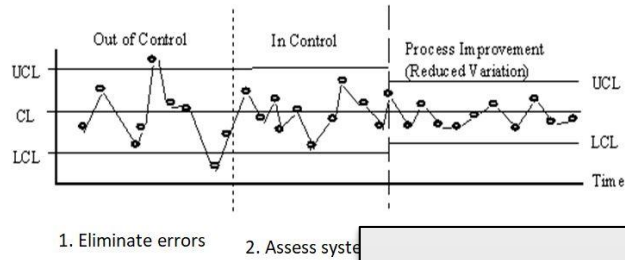 Out of Control
In Control
Process Improvement
(Reduced Variation)
UCL
UCL
CL
LCL
LCL
Time
1. Eliminate errors
2. Assess